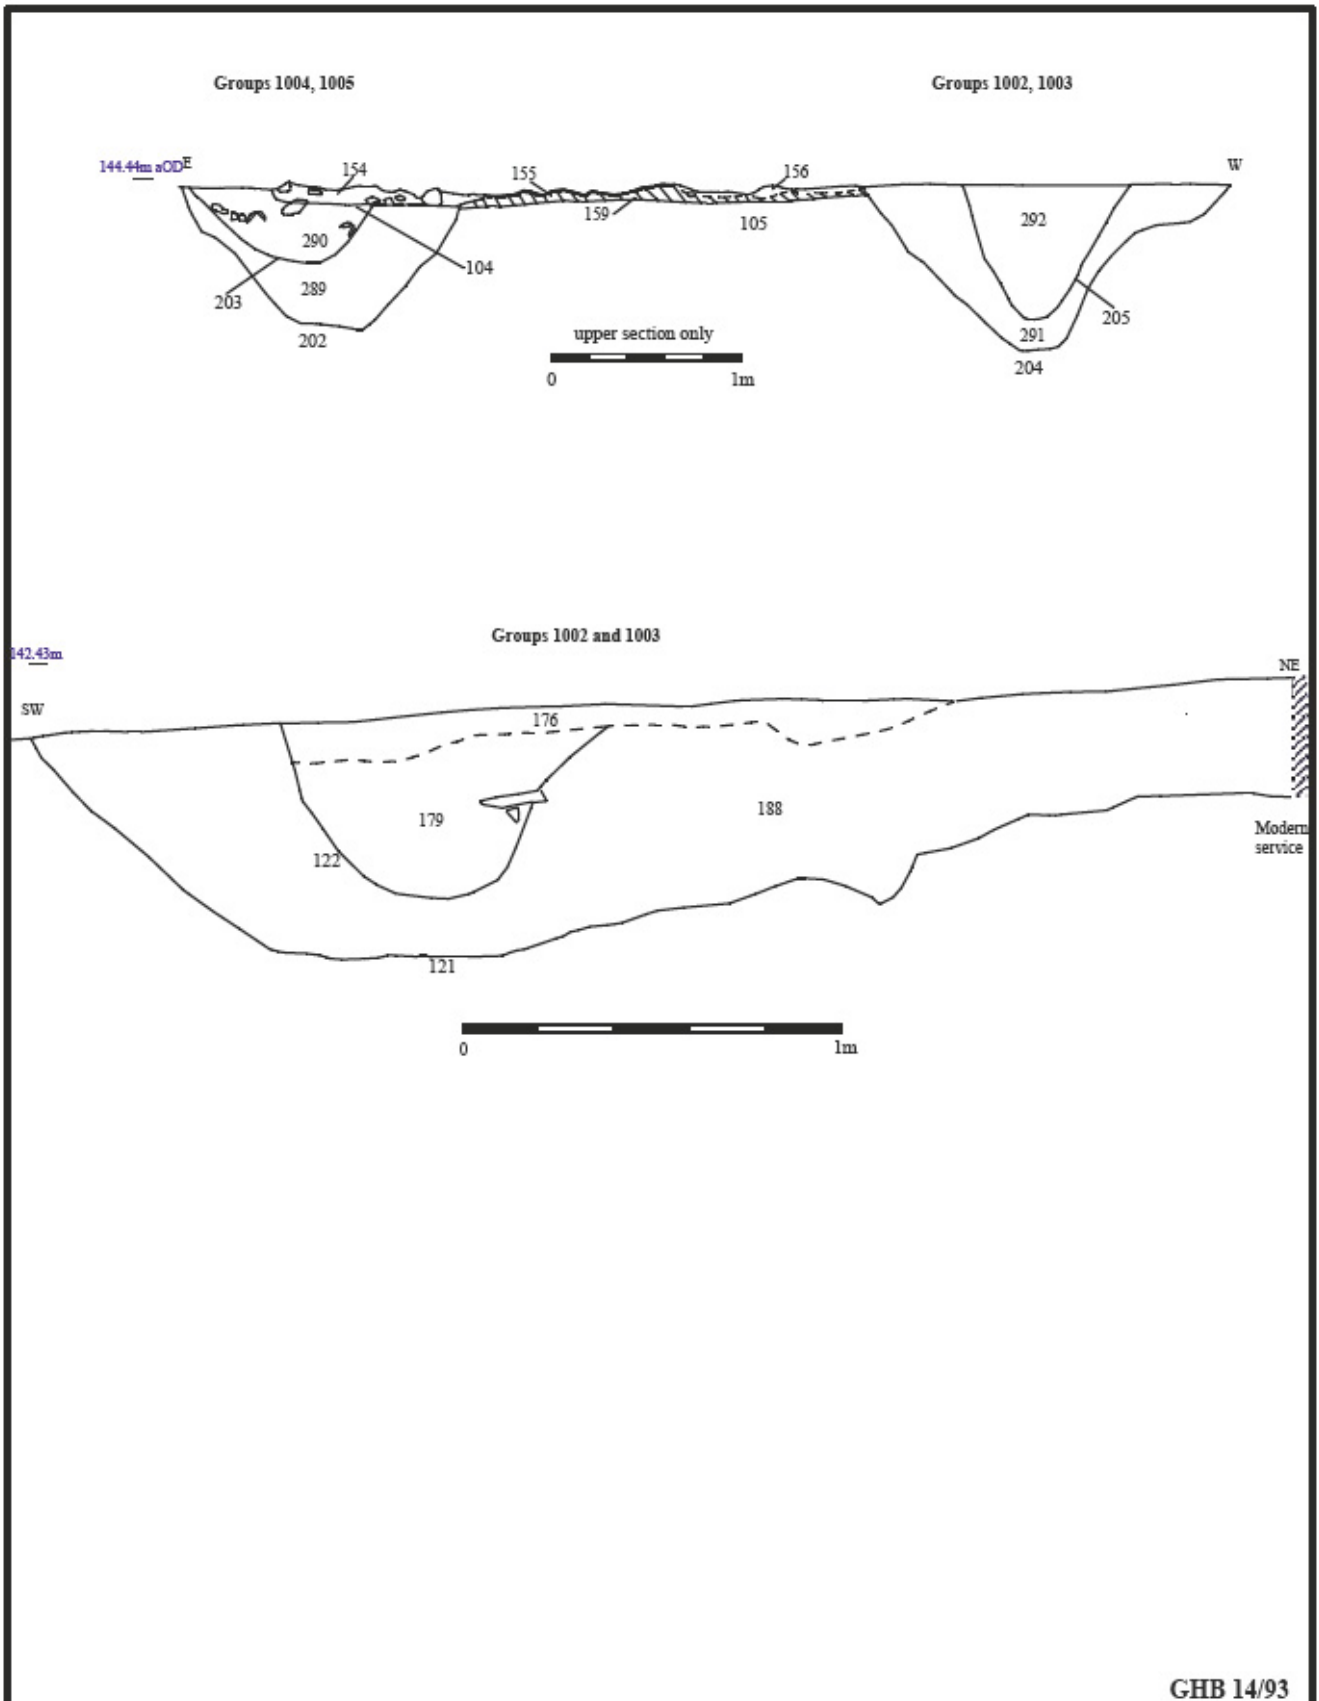 Groups 1004, 1005
Groups 1002, 1003
144.44m aOD E
W
154
155
156
159
105
290
104
289
203
202
292
205
291
204
upper section only
0 1m
Groups 1002 and 1003
142.43m
NE
SW
176
179
188
122
Modern
service
121
0 1m
GHB 14/93